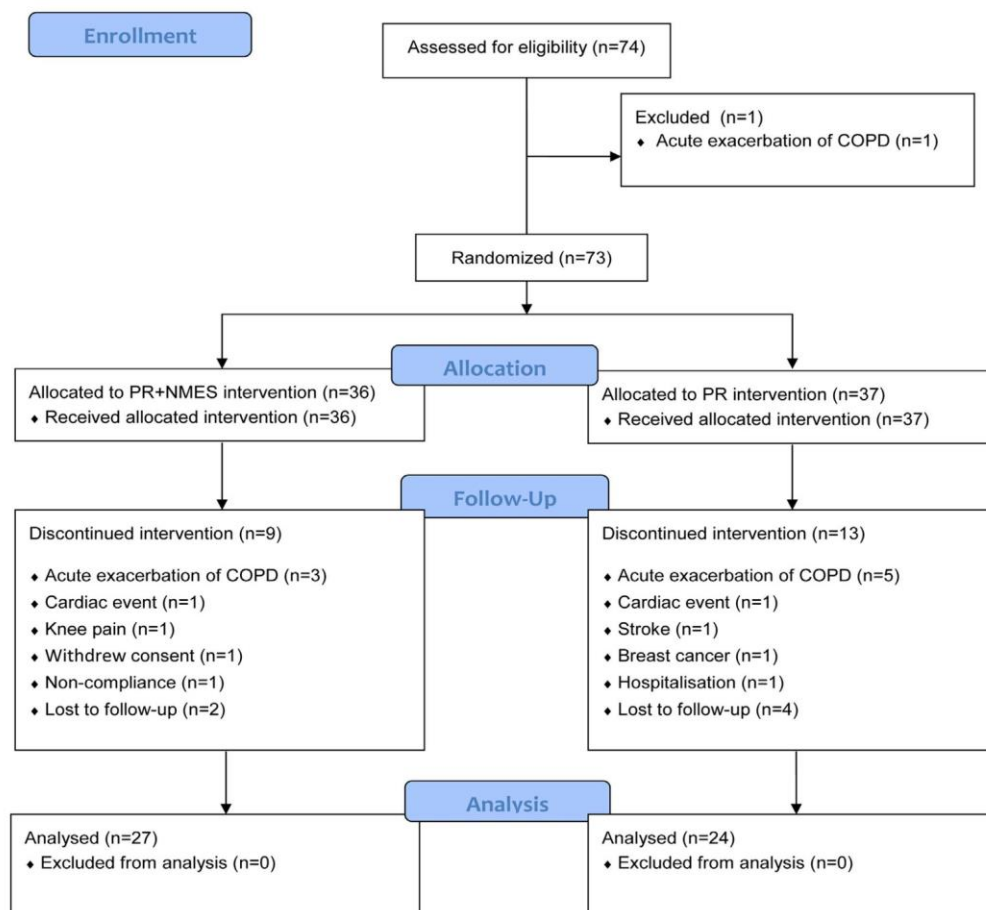 Enrollment
Assessed for eligibility (n=74)
Excluded (n=1)
♦ Acute exacerbation of COPD (n=1)
Randomized (n=73)
Allocation
Allocated to PR+NMES intervention (n=36)
♦ Received allocated intervention (n=36)
Allocated to PR intervention (n=37)
♦ Received allocated intervention (n=37)
Follow-Up
Discontinued intervention (n=9)
♦ Acute exacerbation of COPD (n=3)
♦ Cardiac event (n=1)
♦ Knee pain (n=1)
♦ Withdrew consent (n=1)
♦ Non-compliance (n=1)
♦ Lost to follow-up (n=2)
Discontinued intervention (n=13)
♦ Acute exacerbation of COPD (n=5)
♦ Cardiac event (n=1)
♦ Stroke (n=1)
♦ Breast cancer (n=1)
♦ Hospitalisation (n=1)
♦ Lost to follow-up (n=4)
Analysis
Analysed (n=27)
♦ Excluded from analysis (n=0)
Analysed (n=24)
♦ Excluded from analysis (n=0)